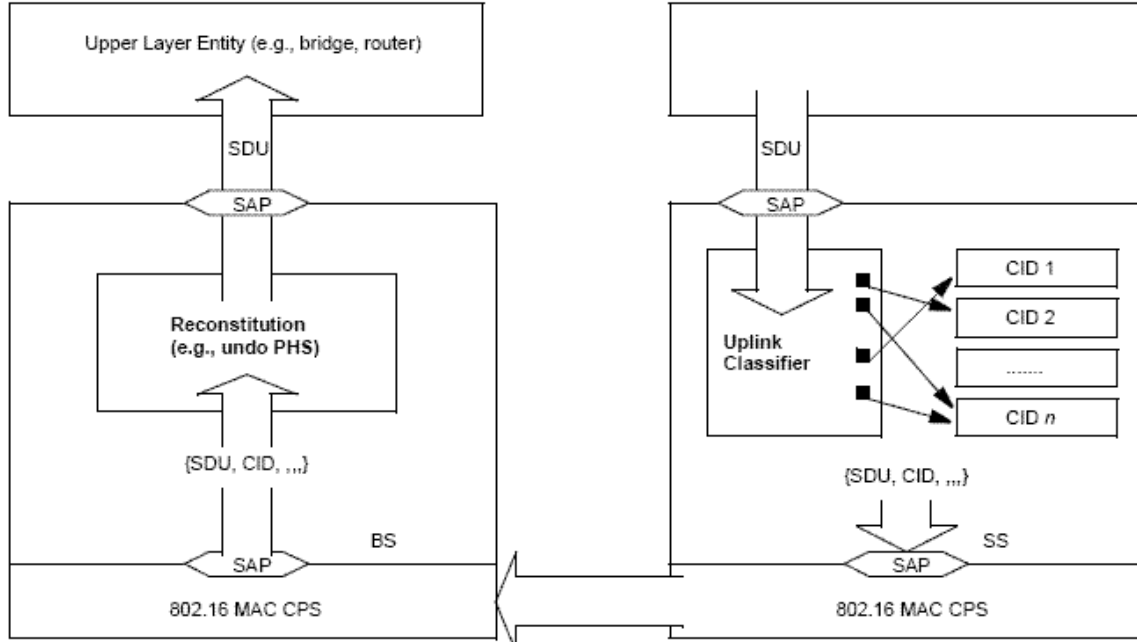 Upper Layer Entity (e.g., bridge, router)
SDU
SAP
Reconstitution
(e.g., undo PHS)
{SDU, CID, ,,,}
BS
SAP
802.16 MAC CPS
SDU
SAP
Uplink
Classifier
CID 1
CID 2
.......
CID n
{SDU, CID, ,,,}
SS
SAP
802.16 MAC CPS